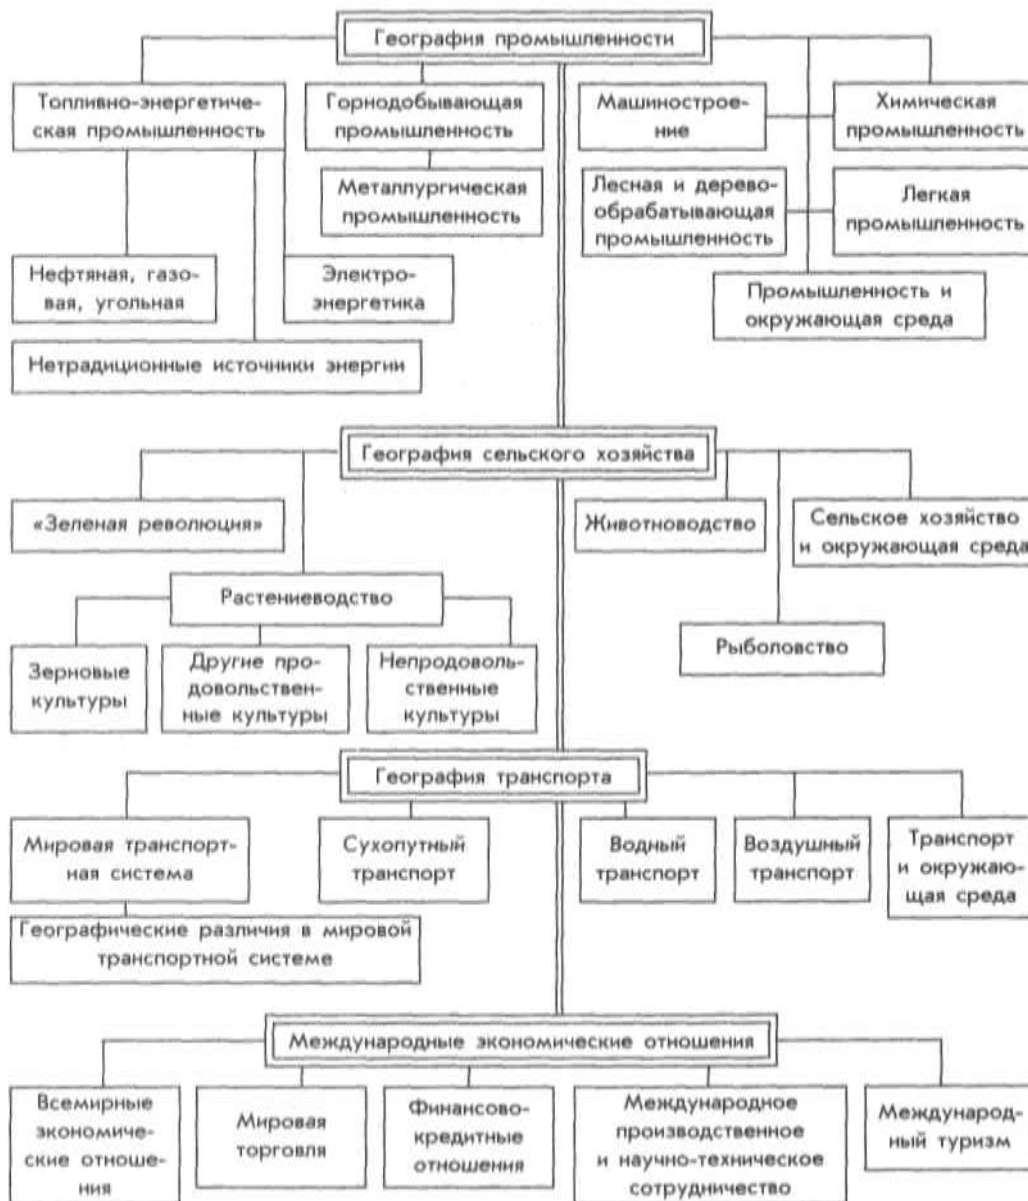 География промышленности
Топливно-энергетиче-
ская промышленность
Горнодобывающая
промышленность
Машинострое-
ние
Химическая
промышленность
Металлургическая
промышленность
Лесная и дерево-
обрабатывающая
промышленность
Легкая
промышленность
Нефтяная, газо-
вая, угольная
Электро-
энергетика
Промышленность и
окружающая среда
Нетрадиционные источники энергии
География сельского хозяйства
«Зеленая революция»
Животноводство
Сельское хозяйство
и окружающая среда
Растениеводство
Рыболовство
Зерновые
культуры
Другие про-
довольствен-
ные культуры
Непродоволь-
ственные
культуры
География транспорта
Мировая транспорт-
ная система
Сухопутный
транспорт
Водный
транспорт
Воздушный
транспорт
Транспорт
и окружаю-
щая среда
Географические различия в мировой
транспортной системе
Международные экономические отношения
Всемирные
экономиче-
ские отноше-
ния
Мировая
торговля
Финансово-
кредитные
отношения
Международное
производственное
и научно-техническое
сотрудничество
Международ-
ный туризм